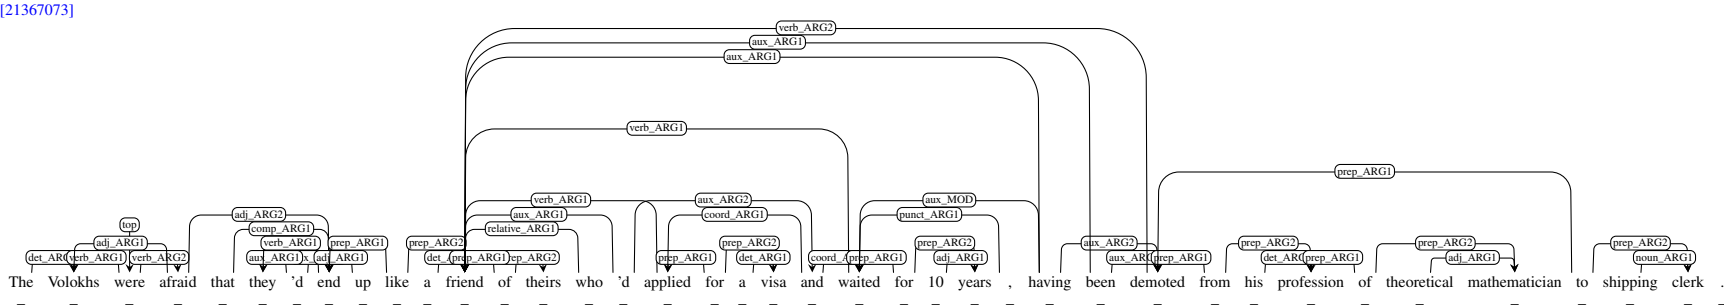 [21367073]
verb_ARG2
aux_ARG1
aux_ARG1
verb_ARG1
prep_ARG1
verb_ARG1 aux_ARG2 aux_MOD
adj_ARG2 aux_ARG1 coord_ARG1 punct_ARG1
top comp_ARG1 relative_ARG1
adj_ARG1 verb_ARG1 prep_ARG1 prep_ARG2 prep_ARG2 prep_ARG2 aux_ARG2 prep_ARG2 prep_ARG2 prep_ARG2
verb_ARG1 verb_ARG2 aux_ARG1 adj_ARG1 prep_ARG1 prep_ARG1 det_ARG1 prep_ARG1 adj_ARG1 prep_ARG1 prep_ARG1 adj_ARG1 noun_ARG1
The Volokhs were afraid that they 'd end up like a friend of theirs who 'd applied for a visa and waited for 10 years , having been demoted from his profession of theoretical mathematician to shipping clerk .